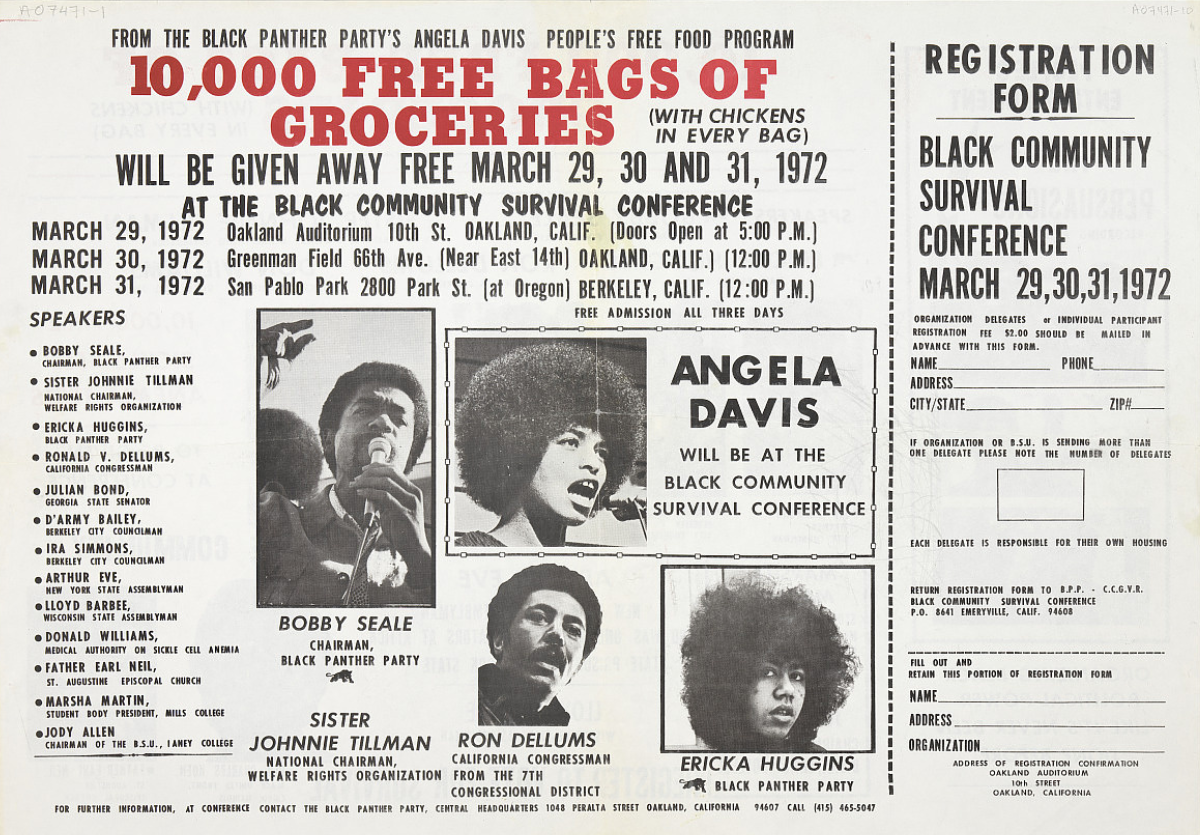 A07471-1
A07471-10
FROM THE BLACK PANTHER PARTY'S ANGELA DAVIS PEOPLE'S FREE FOOD PROGRAM
10,000 FREE BAGS OF
GROCERIES
(WITH CHICKENS
IN EVERY BAG)
WILL BE GIVEN AWAY FREE MARCH 29, 30 AND 31, 1972
AT THE BLACK COMMUNITY SURVIVAL CONFERENCE
MARCH 29, 1972 Oakland Auditorium 10th St. OAKLAND, CALIF. (Doors Open at 5:00 P.M.)
MARCH 30, 1972 Greenman Field 66th Ave. (Near East 14th) OAKLAND, CALIF.) (12:00 P.M.)
MARCH 31, 1972 San Pablo Park 2800 Park St. (at Oregon) BERKELEY, CALIF. (12:00 P.M.)
FREE ADMISSION ALL THREE DAYS
SPEAKERS
• BOBBY SEALE,
CHAIRMAN, BLACK PANTHER PARTY
• SISTER JOHNNIE TILLMAN
NATIONAL CHAIRMAN,
WELFARE RIGHTS ORGANIZATION
• ERICKA HUGGINS,
BLACK PANTHER PARTY
• RONALD V. DELLUMS,
CALIFORNIA CONGRESSMAN
• JULIAN BOND,
GEORGIA STATE SENATOR
• D'ARMY BAILEY,
BERKELEY CITY COUNCILMAN
• IRA SIMMONS,
BERKELEY CITY COUNCILMAN
• ARTHUR EVE,
NEW YORK STATE ASSEMBLYMAN
• LLOYD BARBEE,
WISCONSIN STATE ASSEMBLYMAN
• DONALD WILLIAMS,
MEDICAL AUTHORITY ON SICKLE CELL ANEMIA
• FATHER EARL NEIL,
ST. AUGUSTINE EPISCOPAL CHURCH
• MARSHA MARTIN,
STUDENT BODY PRESIDENT, MILLS COLLEGE
• JODY ALLEN
CHAIRMAN OF THE B.S.U., LANEY COLLEGE
BOBBY SEALE
CHAIRMAN,
BLACK PANTHER PARTY
SISTER
JOHNNIE TILLMAN
NATIONAL CHAIRMAN,
WELFARE RIGHTS ORGANIZATION
ANGELA
DAVIS
WILL BE AT THE
BLACK COMMUNITY
SURVIVAL CONFERENCE
RON DELLUMS
CALIFORNIA CONGRESSMAN
FROM THE 7TH
CONGRESSIONAL DISTRICT
ERICKA HUGGINS
BLACK PANTHER PARTY
FOR FURTHER INFORMATION, AT CONFERENCE CONTACT THE BLACK PANTHER PARTY, CENTRAL HEADQUARTERS 1048 PERALTA STREET OAKLAND, CALIFORNIA 94607 CALL (415) 465-5047
REGISTRATION
FORM
BLACK COMMUNITY
SURVIVAL
CONFERENCE
MARCH 29,30,31,1972
ORGANIZATION DELEGATES or INDIVIDUAL PARTICIPANT
REGISTRATION FEE $2.00 SHOULD BE MAILED IN
ADVANCE WITH THIS FORM.
NAME PHONE
ADDRESS
CITY/STATE ZIP#
IF ORGANIZATION OR B.S.U. IS SENDING MORE THAN
ONE DELEGATE PLEASE NOTE THE NUMBER OF DELEGATES
EACH DELEGATE IS RESPONSIBLE FOR THEIR OWN HOUSING
RETURN REGISTRATION FORM TO B.P.P. - C.C.G.V.R.
BLACK COMMUNITY SURVIVAL CONFERENCE
P.O. 8641 EMERYVILLE, CALIF. 94608
FILL OUT AND
RETAIN THIS PORTION OF REGISTRATION FORM
NAME
ADDRESS
ORGANIZATION
ADDRESS OF REGISTRATION CONFIRMATION
OAKLAND AUDITORIUM
10th STREET
OAKLAND, CALIFORNIA